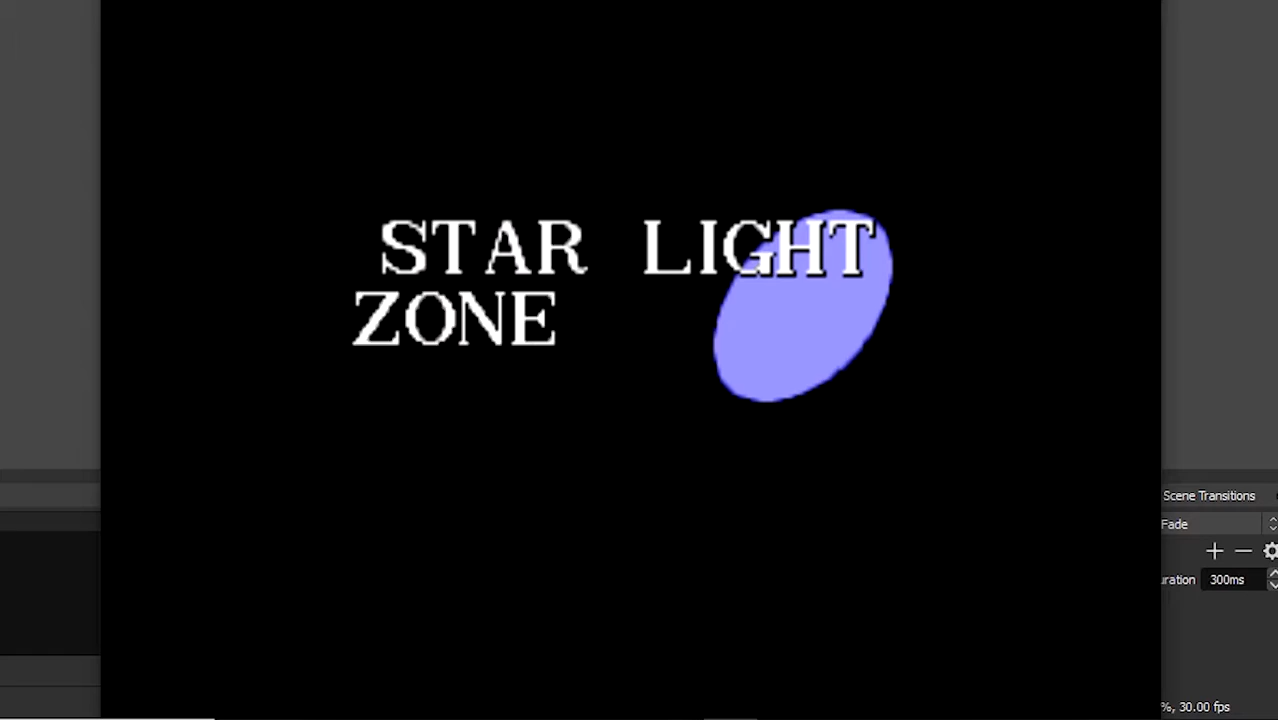 STAR LIGHT
ZONE
Scene Transitions
Fade
uration 300ms
%, 30.00 fps